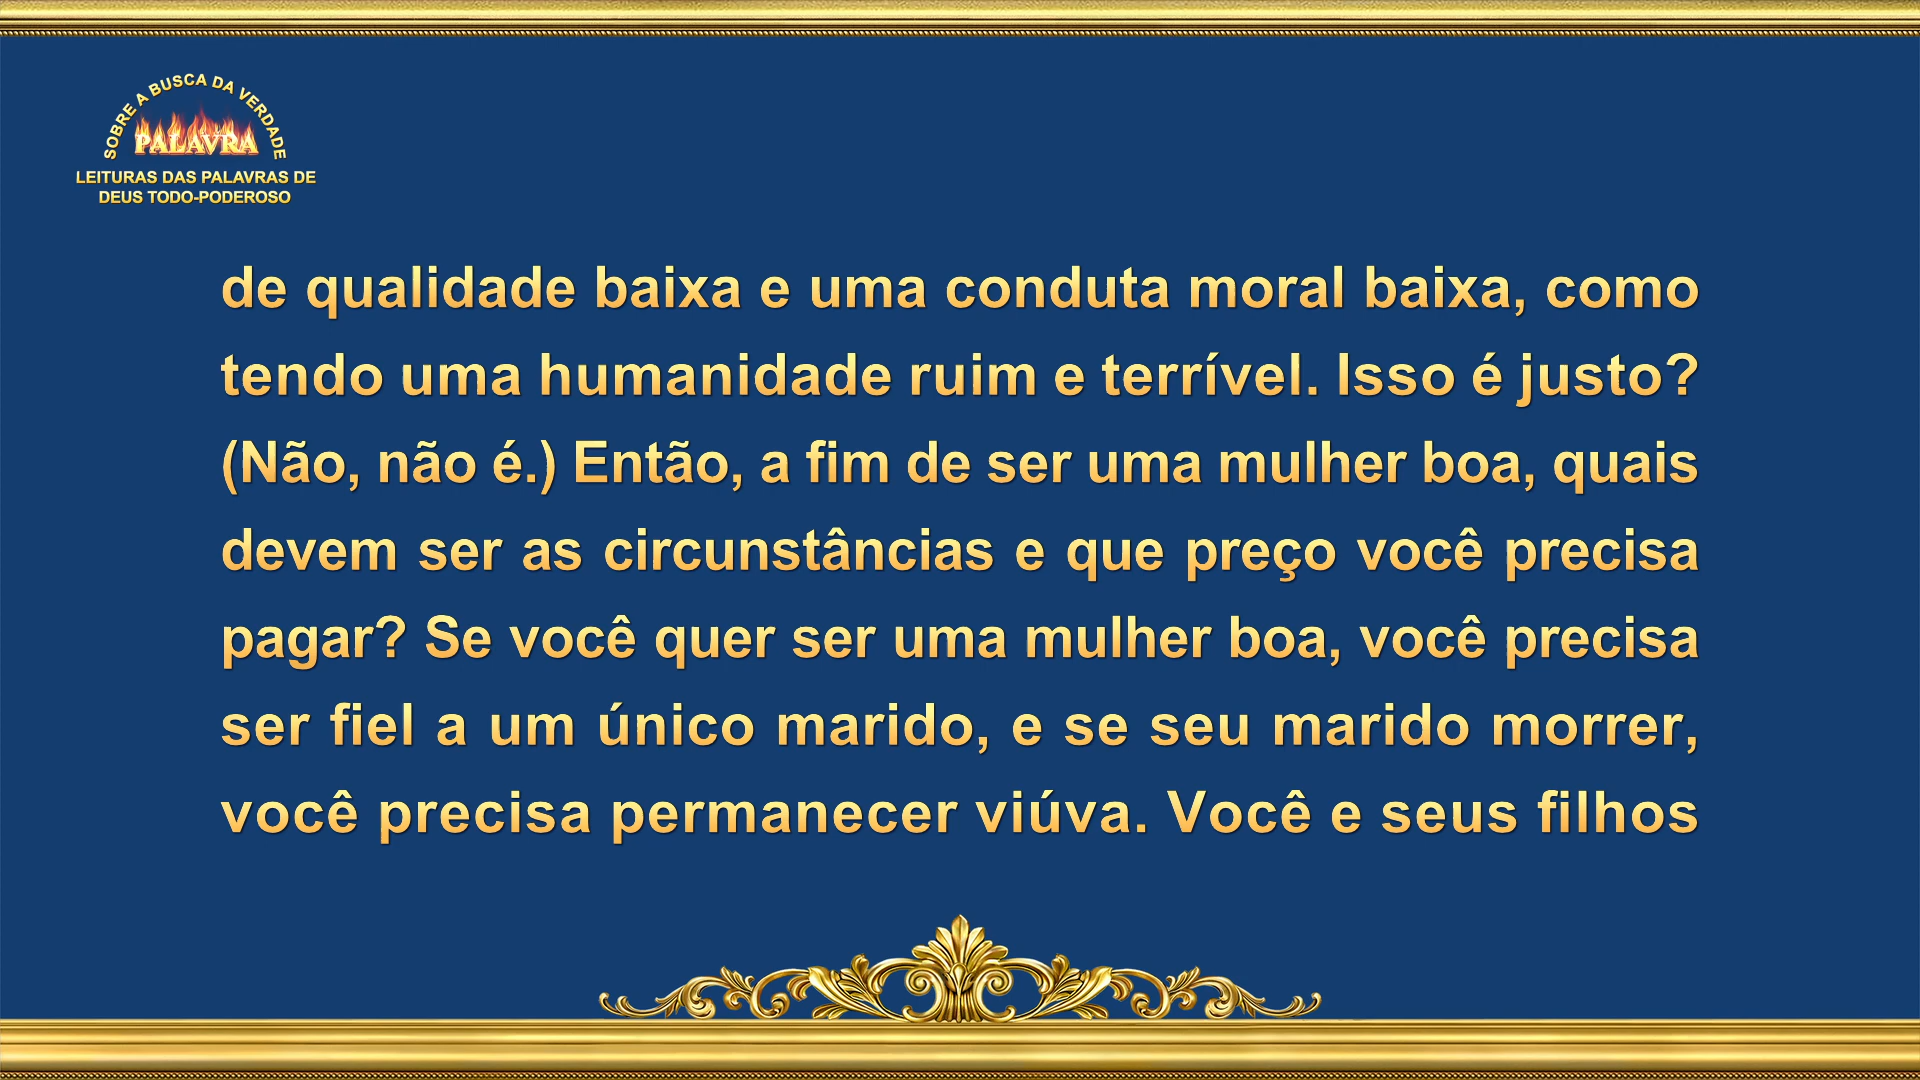 SOBRE A BUSCA DA VERDADE
PALAVRA
LEITURAS DAS PALAVRAS DE
DEUS TODO-PODEROSO
de qualidade baixa e uma conduta moral baixa, como
tendo uma humanidade ruim e terrível. Isso é justo?
(Não, não é.) Então, a fim de ser uma mulher boa, quais
devem ser as circunstâncias e que preço você precisa
pagar? Se você quer ser uma mulher boa, você precisa
ser fiel a um único marido, e se seu marido morrer,
você precisa permanecer viúva. Você e seus filhos